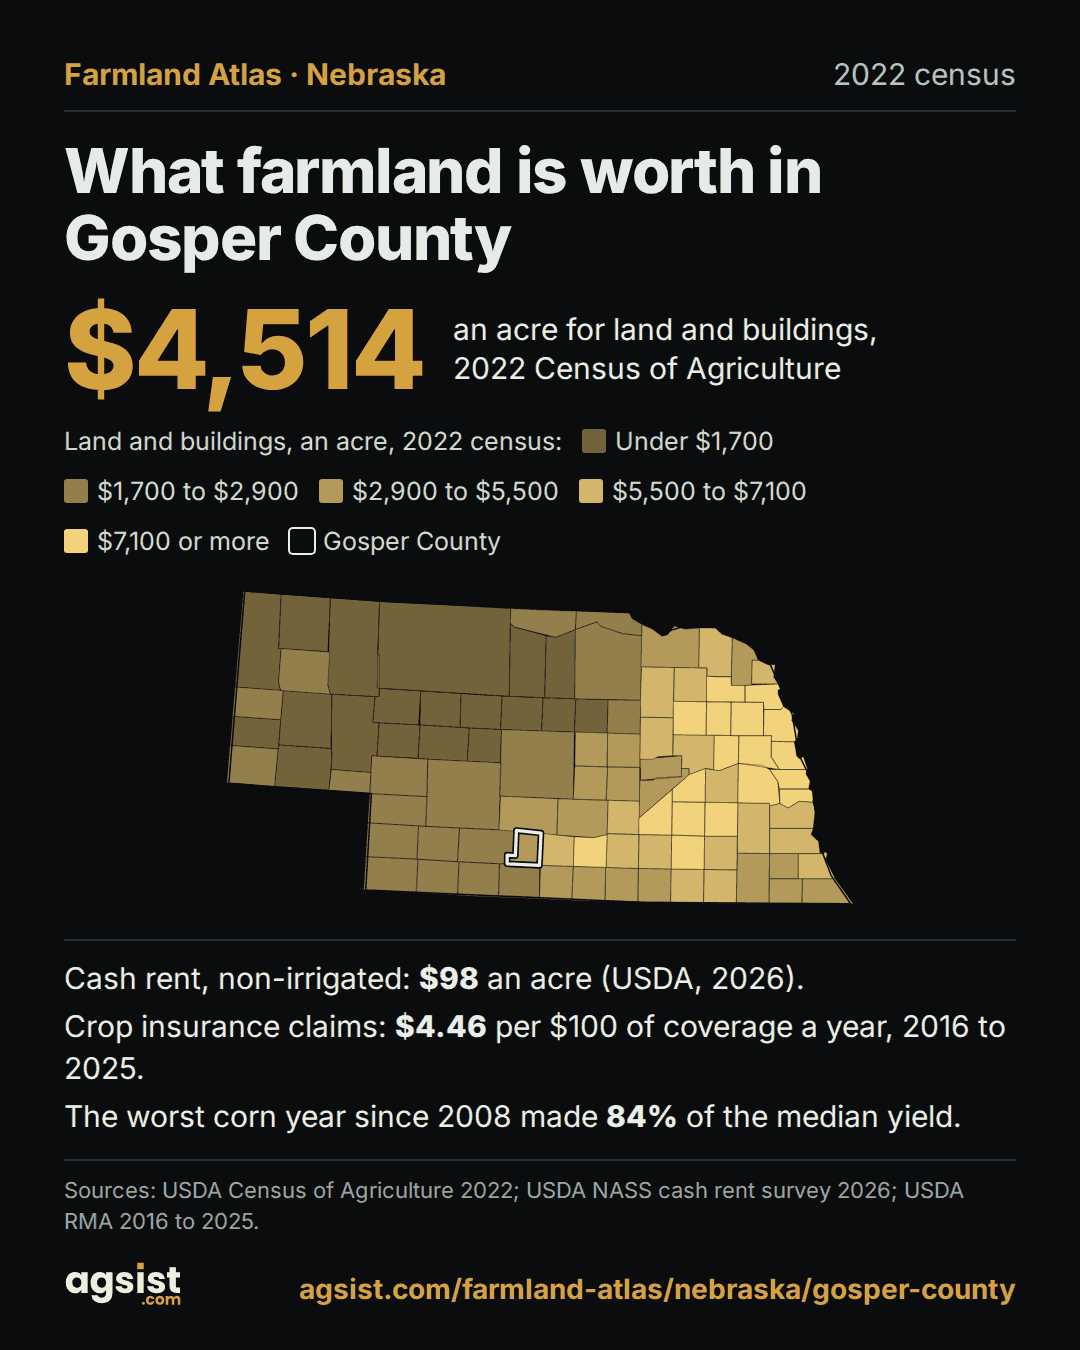 Farmland Atlas · Nebraska
2022 census
What farmland is worth in
Gosper County
$4,514
an acre for land and buildings,
2022 Census of Agriculture
Land and buildings, an acre, 2022 census: Under $1,700
$1,700 to $2,900 $2,900 to $5,500 $5,500 to $7,100
$7,100 or more Gosper County
Cash rent, non-irrigated: $98 an acre (USDA, 2026).
Crop insurance claims: $4.46 per $100 of coverage a year, 2016 to
2025.
The worst corn year since 2008 made 84% of the median yield.
Sources: USDA Census of Agriculture 2022; USDA NASS cash rent survey 2026; USDA
RMA 2016 to 2025.
agsist
.com
agsist.com/farmland-atlas/nebraska/gosper-county